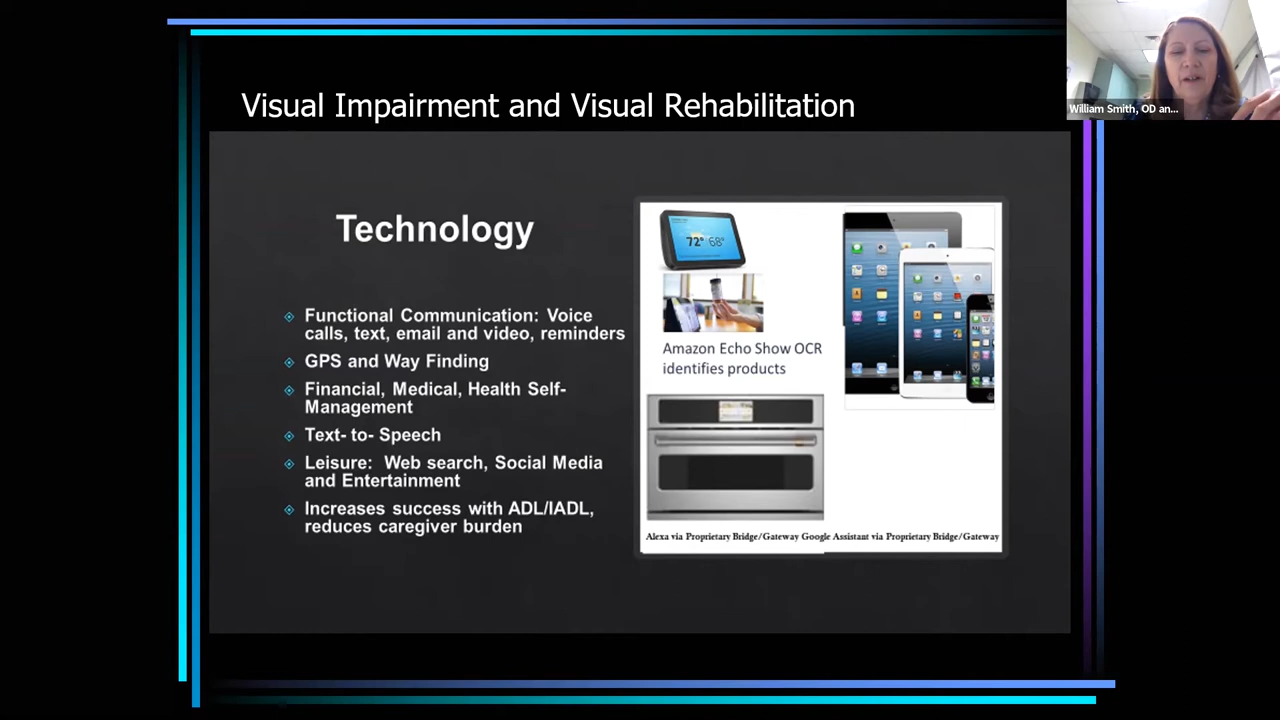 William Smith, OD an...
Visual Impairment and Visual Rehabilitation
Technology
Functional Communication: Voice
calls, text, email and video, reminders
GPS and Way Finding
Financial, Medical, Health Self-
Management
Text- to- Speech
Leisure:  Web search, Social Media
and Entertainment
Increases success with ADL/IADL,
reduces caregiver burden
72° 68°
Amazon Echo Show OCR
identifies products
Alexa via Proprietary Bridge/Gateway Google Assistant via Proprietary Bridge/Gateway